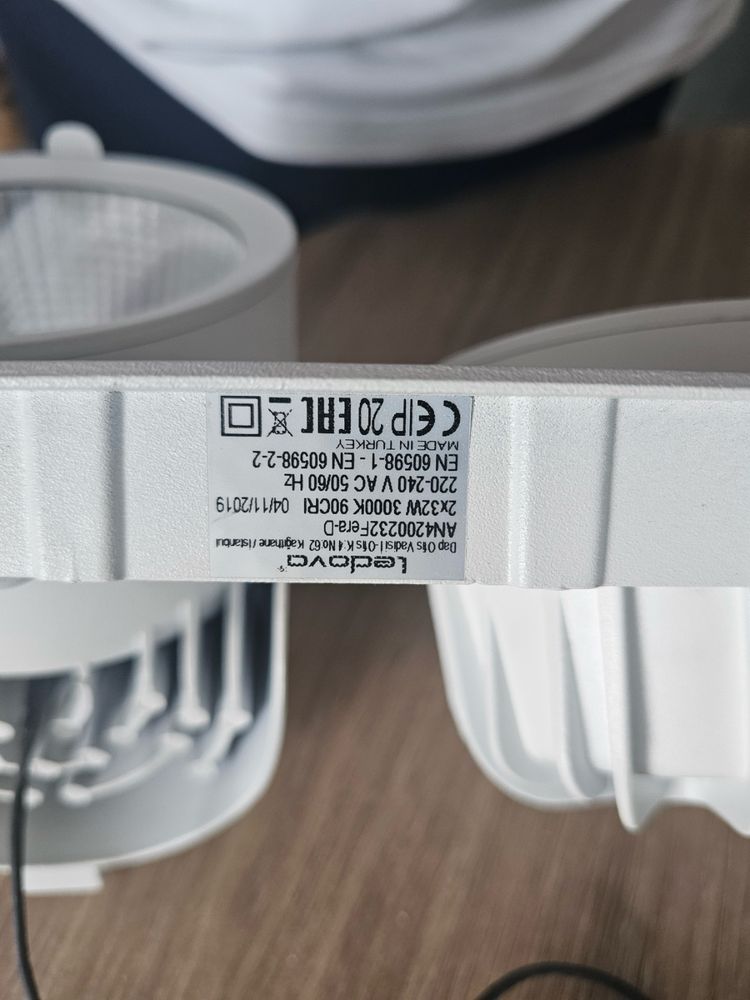 Ledova
Dap Ofis Vadisi I-Ofis K:4 No:62 Kağıthane / İstanbul
AN4200232Fera-D
2x32W 3000K 90CRI 04/11/2019
220-240 V AC 50/60 Hz
EN 60598-1 - EN 60598-2-2
MADE IN TURKEY
CE IP 20 EAC